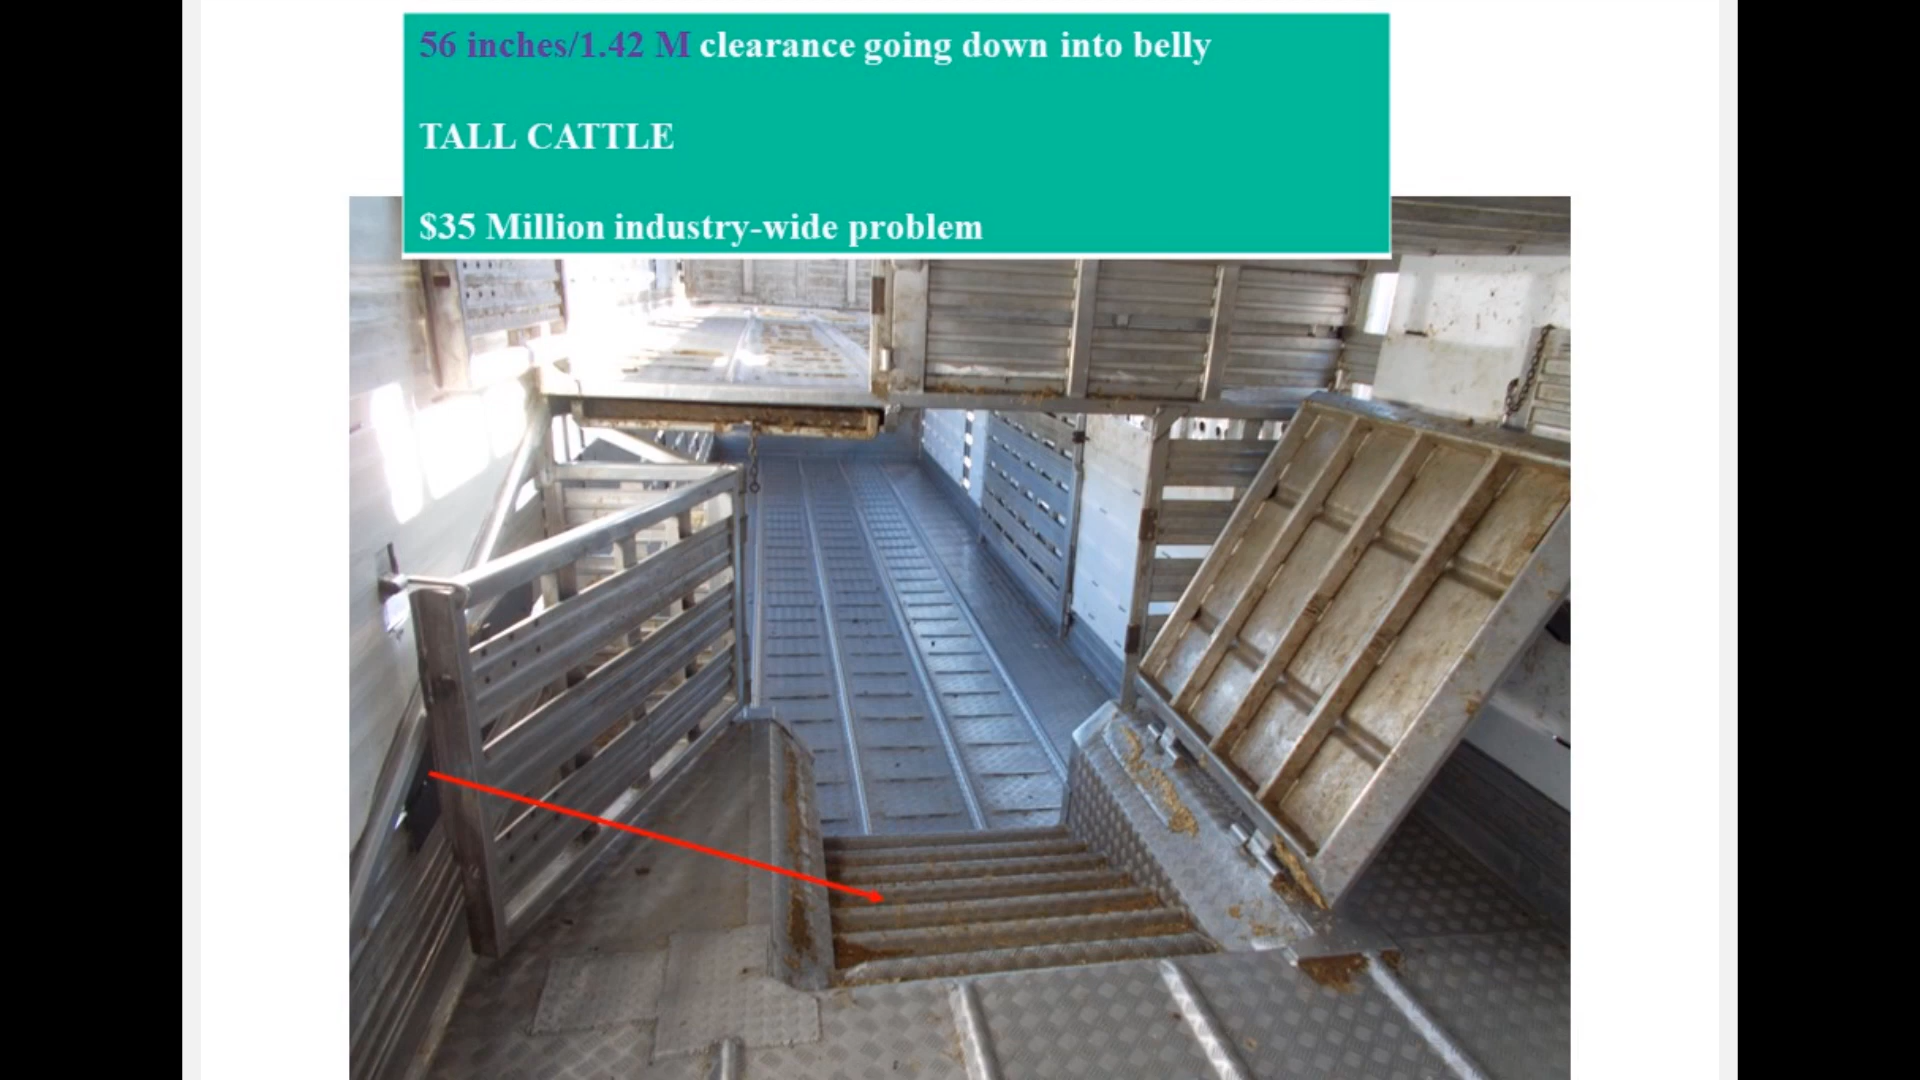 56 inches/1.42 M clearance going down into belly
TALL CATTLE
$35 Million industry-wide problem